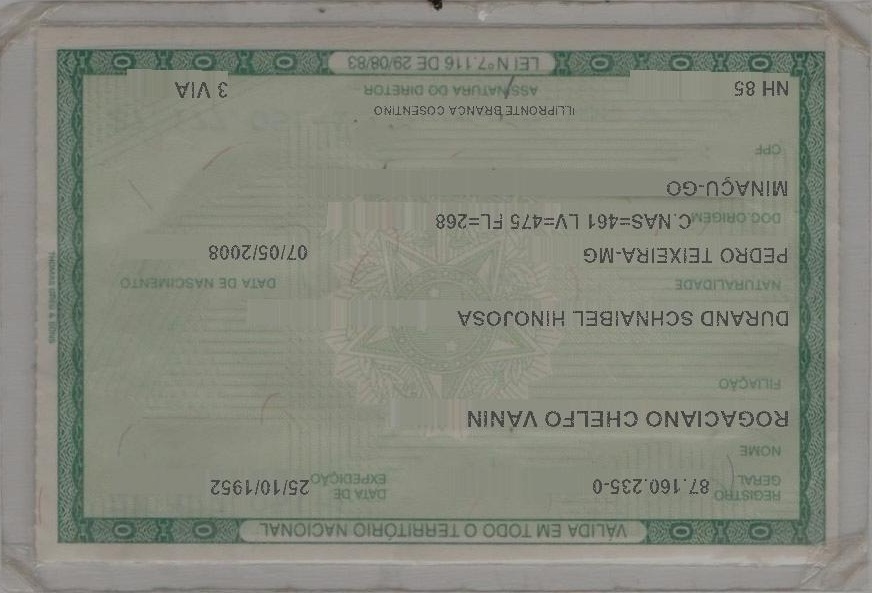 VÁLIDA EM TODO O TERRITÓRIO NACIONAL
REGISTRO GERAL 87.160.235-0 DATA DE EXPEDIÇÃO 25/10/1952
NOME
ROGACIANO CHELFO VANIN
FILIAÇÃO
DURAND SCHNAIBEL HINOJOSA
NATURALIDADE DATA DE NASCIMENTO
PEDRO TEIXEIRA-MG 07/05/2008
DOC.ORIGEM C.NAS=461 LV=475 FL=268
MINAÇU-GO
CPF
ILLIPRONTE BRANCA COSENTINO
NH 85 ASSINATURA DO DIRETOR 3 VIA
LEI Nº 7.116 DE 29/08/83